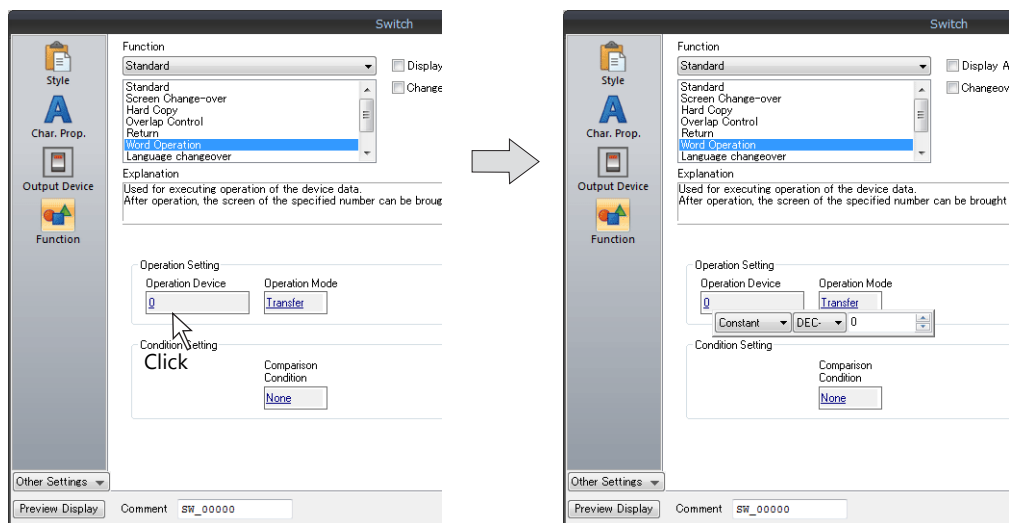 Switch
Style
Char. Prop.
Output Device
Function
Other Settings
Preview Display
Function
Standard
Display
Change
Standard
Screen Change-over
Hard Copy
Overlap Control
Return
Word Operation
Language changeover
Explanation
Used for executing operation of the device data.
After operation, the screen of the specified number can be broug
Operation Setting
Operation Device
Operation Mode
0
Transfer
Click
Condition Setting
Comparison
Condition
None
Comment
SW_00000
Switch
Style
Char. Prop.
Output Device
Function
Other Settings
Preview Display
Function
Standard
Display A
Changeov
Standard
Screen Change-over
Hard Copy
Overlap Control
Return
Word Operation
Language changeover
Explanation
Used for executing operation of the device data.
After operation, the screen of the specified number can be brought
Operation Setting
Operation Device
Operation Mode
0
Transfer
Constant
DEC-
0
Condition Setting
Comparison
Condition
None
Comment
SW_00000